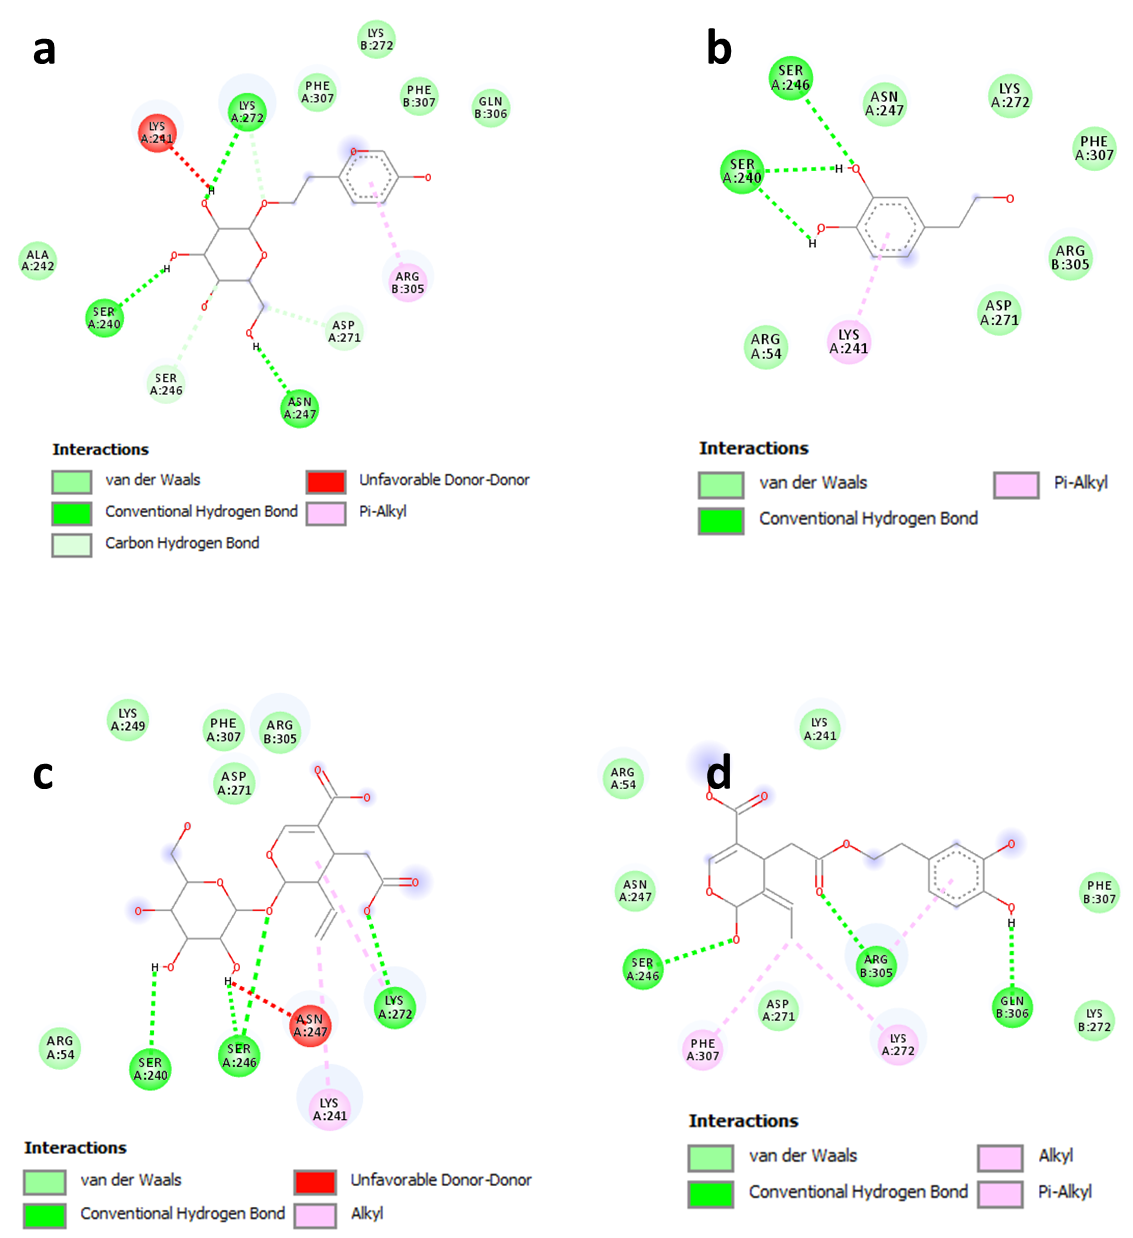 a
LYS
B:272
PHE
A:307
PHE
B:307
GLN
B:306
LYS
A:272
LYS
A:241
ALA
A:242
SER
A:240
SER
A:246
ASN
A:247
ASP
A:271
ARG
B:305
H
H
H
O
O
O
O
O
O
O
O
Interactions
van der Waals
Conventional Hydrogen Bond
Carbon Hydrogen Bond
Unfavorable Donor-Donor
Pi-Alkyl
b
SER
A:246
ASN
A:247
LYS
A:272
PHE
A:307
SER
A:240
ARG
B:305
ASP
A:271
LYS
A:241
ARG
A:54
H
O
O
H
O
Interactions
van der Waals
Conventional Hydrogen Bond
Pi-Alkyl
c
LYS
A:249
PHE
A:307
ARG
B:305
ASP
A:271
ARG
A:54
SER
A:240
SER
A:246
ASN
A:247
LYS
A:272
LYS
A:241
O
O
O
O
O
O
O
O
O
H
O
O
H
Interactions
van der Waals
Conventional Hydrogen Bond
Unfavorable Donor-Donor
Alkyl
d
LYS
A:241
ARG
A:54
ASN
A:247
SER
A:246
PHE
A:307
ASP
A:271
ARG
B:305
LYS
A:272
GLN
B:306
PHE
B:307
LYS
B:272
O
O
O
O
O
O
O
O
H
Interactions
van der Waals
Conventional Hydrogen Bond
Alkyl
Pi-Alkyl